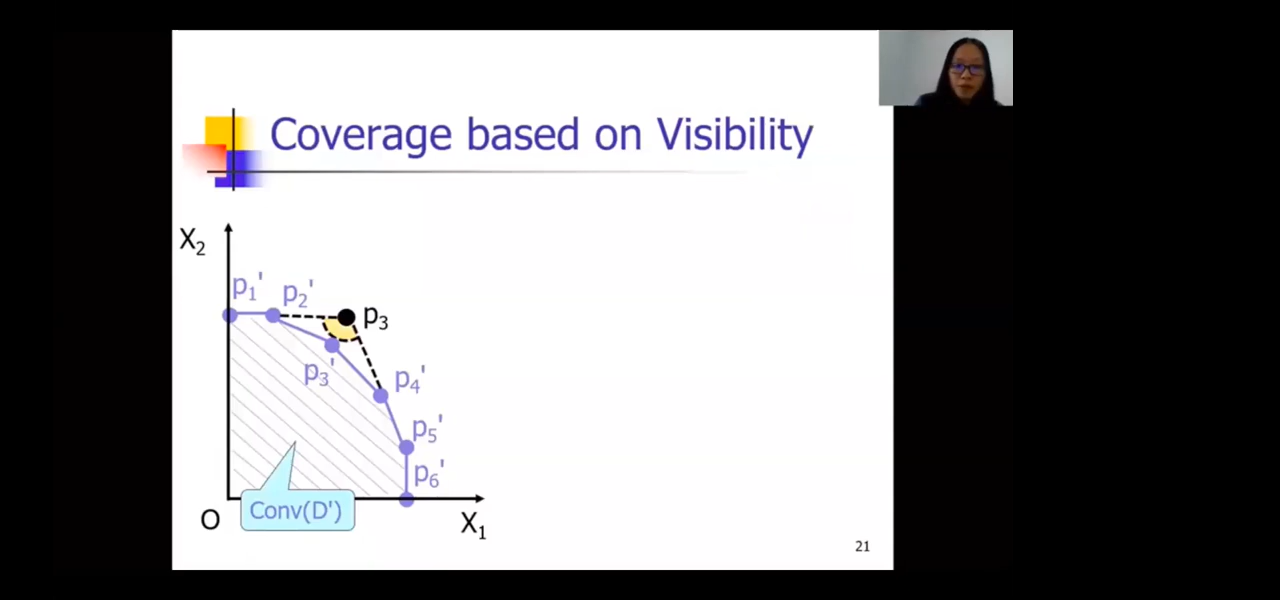 Coverage based on Visibility
X₂
p₁'
p₂'
p₃
p₃'
p₄'
p₅'
p₆'
Conv(D')
O
X₁
21